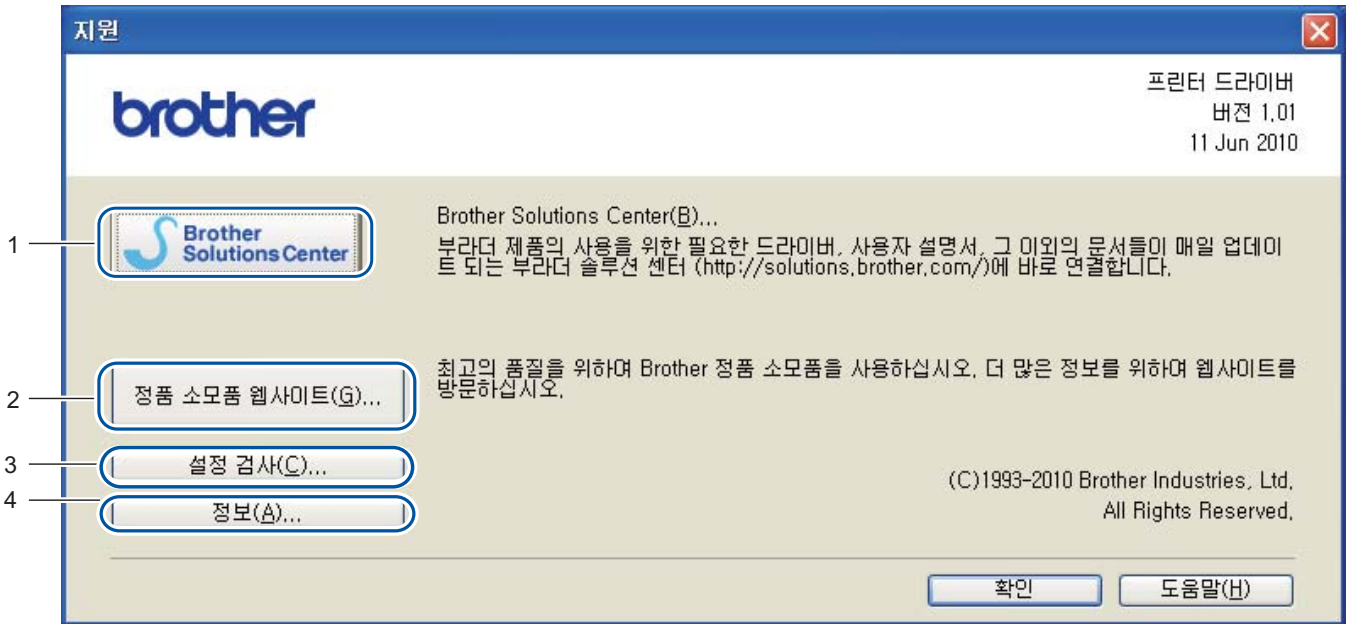 지원
brother
프린터 드라이버
버전 1.01
11 Jun 2010
1
Brother
Solutions Center
Brother Solutions Center(B)...
부라더 제품의 사용을 위한 필요한 드라이버, 사용자 설명서, 그 이외의 문서들이 매일 업데이
트 되는 부라더 솔루션 센터 (http://solutions.brother.com/)에 바로 연결합니다.
2
정품 소모품 웹사이트(G)...
최고의 품질을 위하여 Brother 정품 소모품을 사용하십시오. 더 많은 정보를 위하여 웹사이트를
방문하십시오.
3
설정 검사(C)...
4
정보(A)...
(C)1993-2010 Brother Industries, Ltd.
All Rights Reserved.
확인
도움말(H)